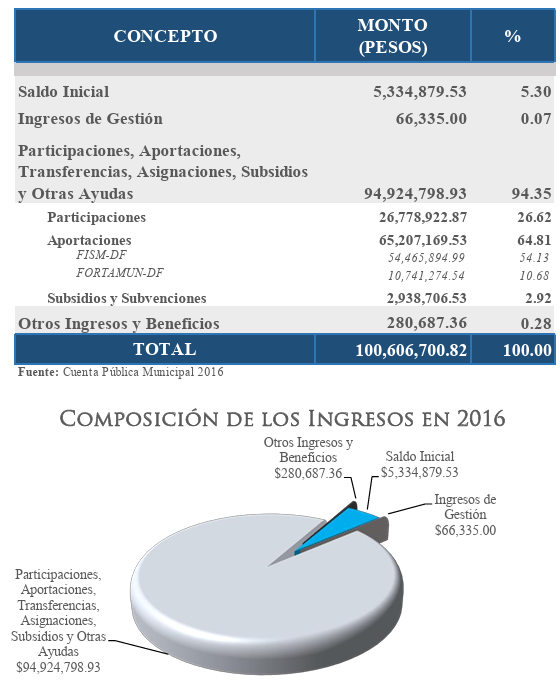 CONCEPTO MONTO (PESOS) %
Saldo Inicial 5,334,879.53 5.30
Ingresos de Gestión 66,335.00 0.07
Participaciones, Aportaciones,
Transferencias, Asignaciones, Subsidios
y Otras Ayudas 94,924,798.93 94.35
Participaciones 26,778,922.87 26.62
Aportaciones 65,207,169.53 64.81
FISM-DF 54,465,894.99 54.13
FORTAMUN-DF 10,741,274.54 10.68
Subsidios y Subvenciones 2,938,706.53 2.92
Otros Ingresos y Beneficios 280,687.36 0.28
TOTAL 100,606,700.82 100.00
Fuente: Cuenta Pública Municipal 2016
Composición de los Ingresos en 2016
Otros Ingresos y
Beneficios
$280,687.36
Saldo Inicial
$5,334,879.53
Ingresos de
Gestión
$66,335.00
Participaciones,
Aportaciones,
Transferencias,
Asignaciones,
Subsidios y Otras
Ayudas
$94,924,798.93